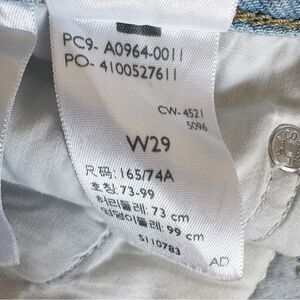 PC9- A0964-0011
PO- 4100527611
CW-4521
5096
W29
尺码: 165/74A
호칭: 73-99
허리둘레: 73 cm
엉덩이둘레: 99 cm
S110783
AD